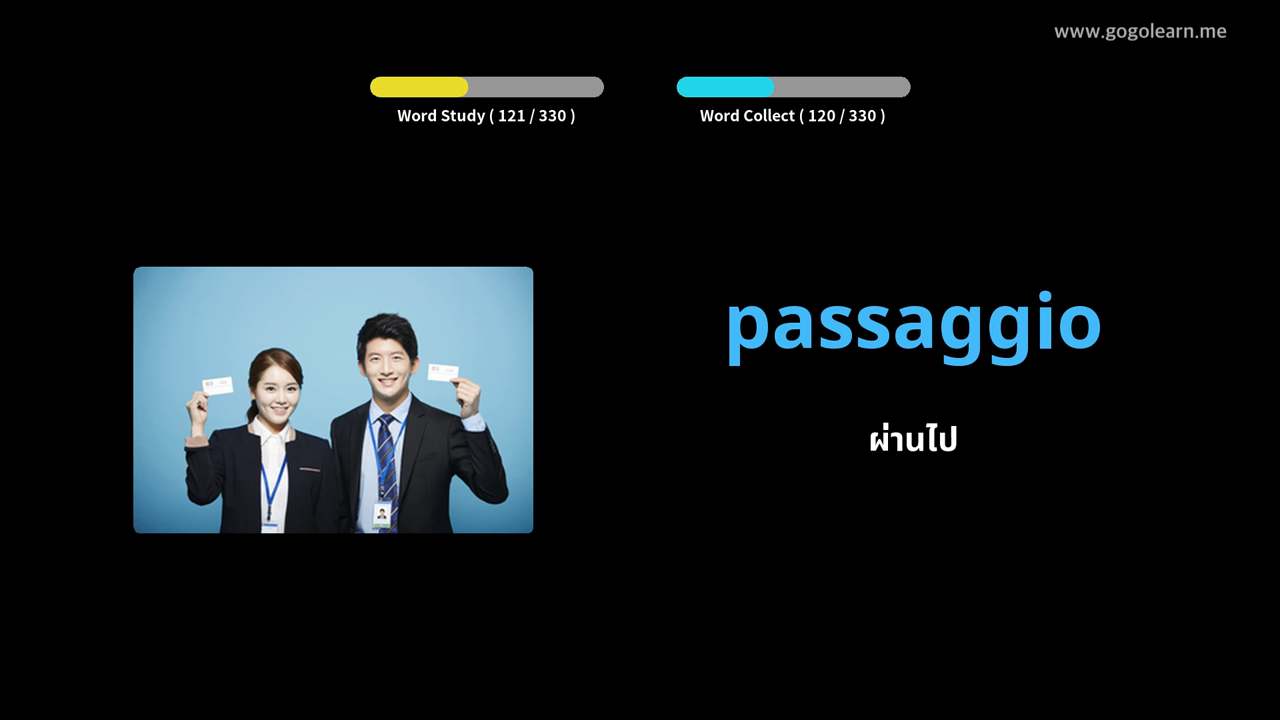 www.gogolearn.me
Word Study ( 121 / 330 )
Word Collect ( 120 / 330 )
passaggio
ผ่านไป